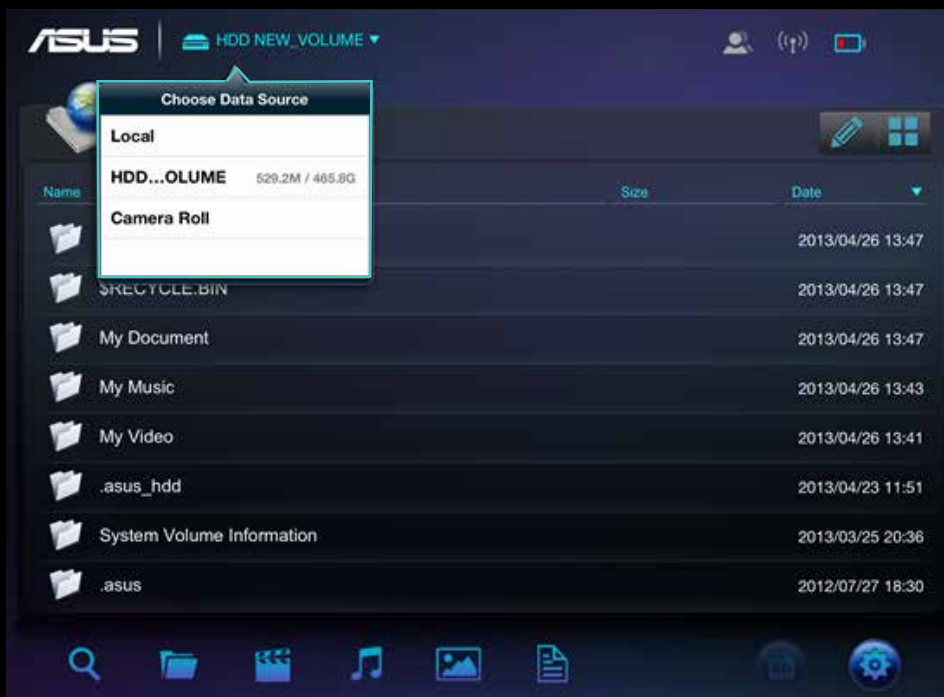 ASUS
HDD NEW_VOLUME
Choose Data Source
Local
HDD...OLUME 529.2M / 465.8G
Camera Roll
Name Size Date
2013/04/26 13:47
$RECYCLE.BIN 2013/04/26 13:47
My Document 2013/04/26 13:47
My Music 2013/04/26 13:43
My Video 2013/04/26 13:41
.asus_hdd 2013/04/23 11:51
System Volume Information 2013/03/25 20:36
.asus 2012/07/27 18:30